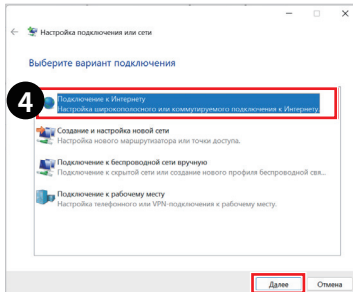 Настройка подключения или сети
Выберите вариант подключения
4
Подключение к Интернету
Настройка широкополосного или коммутируемого подключения к Интернету.
Создание и настройка новой сети
Настройка нового маршрутизатора или точки доступа.
Подключение к беспроводной сети вручную
Подключение к скрытой сети или создание нового профиля беспроводной свя...
Подключение к рабочему месту
Настройка телефонного или VPN-подключения к рабочему месту.
Далее Отмена